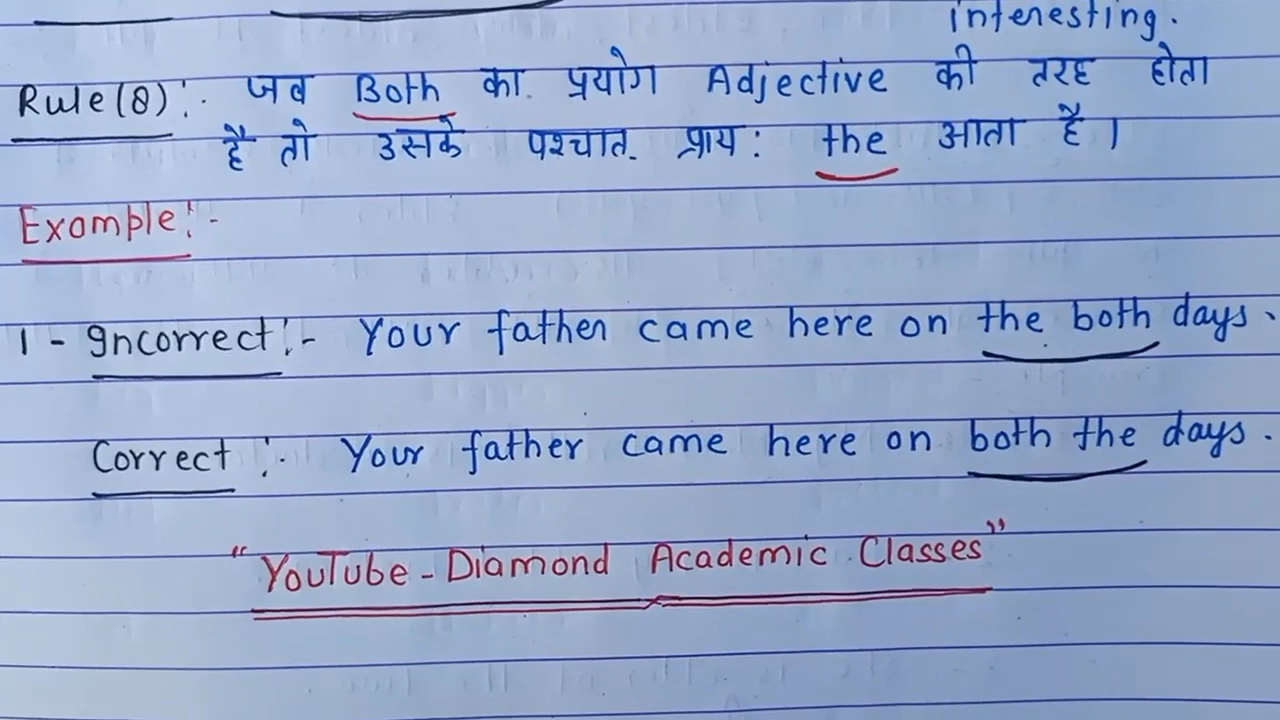 interesting.
Rule(8):- जब Both का प्रयोग Adjective की तरह होता
है तो उसके पश्चात प्राय: the आता है।
Example:-
1- Incorrect:- Your father came here on the both days.
Correct:- Your father came here on both the days.
"YouTube-Diamond Academic Classes"